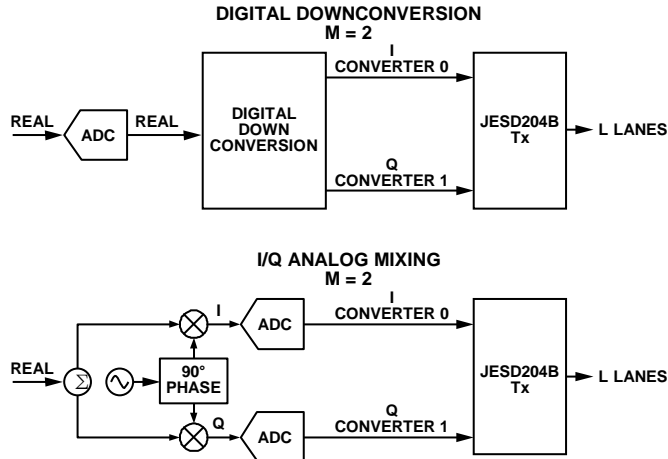 DIGITAL DOWNCONVERSION
M = 2
I
CONVERTER 0
REAL
ADC
REAL
DIGITAL
DOWN
CONVERSION
JESD204B
Tx
L LANES
Q
CONVERTER 1
I/Q ANALOG MIXING
M = 2
I
ADC
I
CONVERTER 0
REAL
Σ
90°
PHASE
JESD204B
Tx
L LANES
Q
ADC
Q
CONVERTER 1